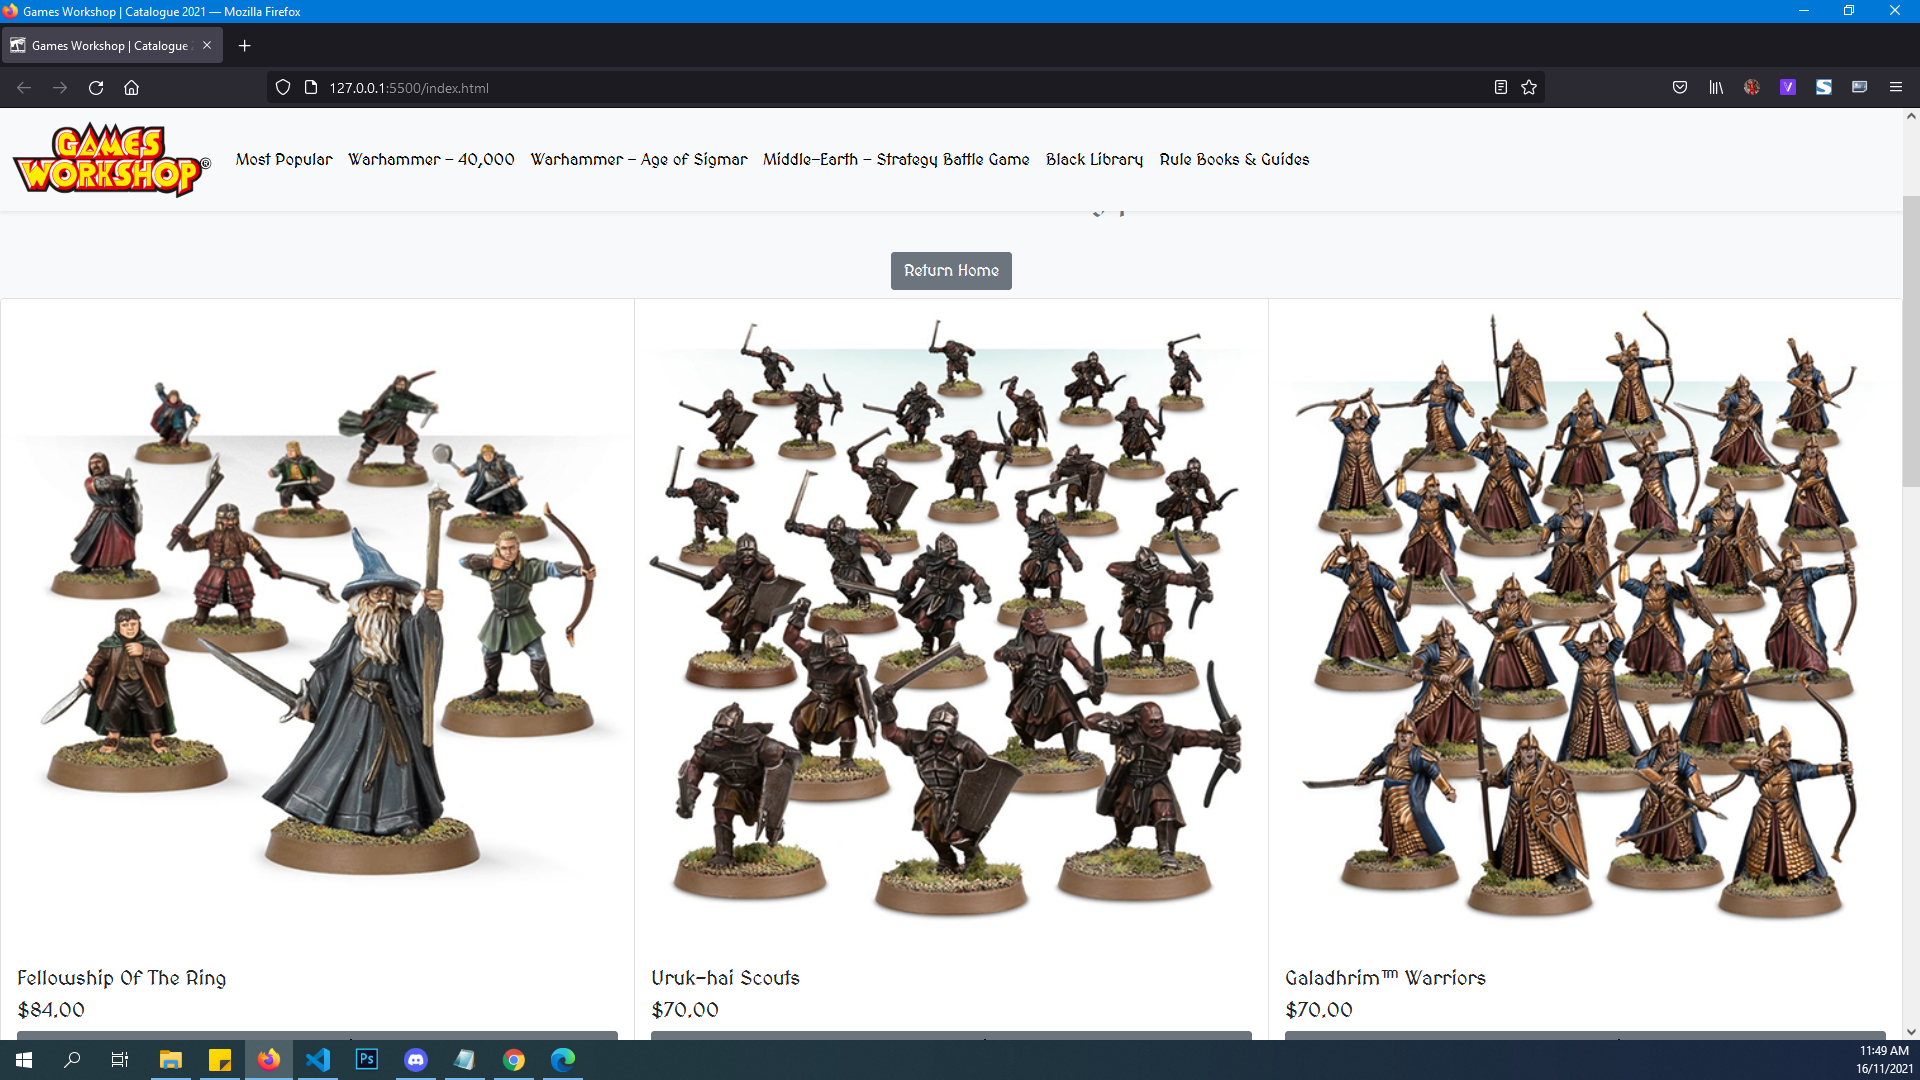 Games Workshop | Catalogue 2021 — Mozilla Firefox
Games Workshop | Catalogue
127.0.0.1:5500/index.html
GAMES
WORKSHOP®
Most Popular Warhammer - 40,000 Warhammer - Age of Sigmar Middle-Earth - Strategy Battle Game Black Library Rule Books & Guides
Return Home
Fellowship Of The Ring
$84.00
Uruk-hai Scouts
$70.00
Galadhrim™ Warriors
$70.00
Ps
11:49 AM
16/11/2021